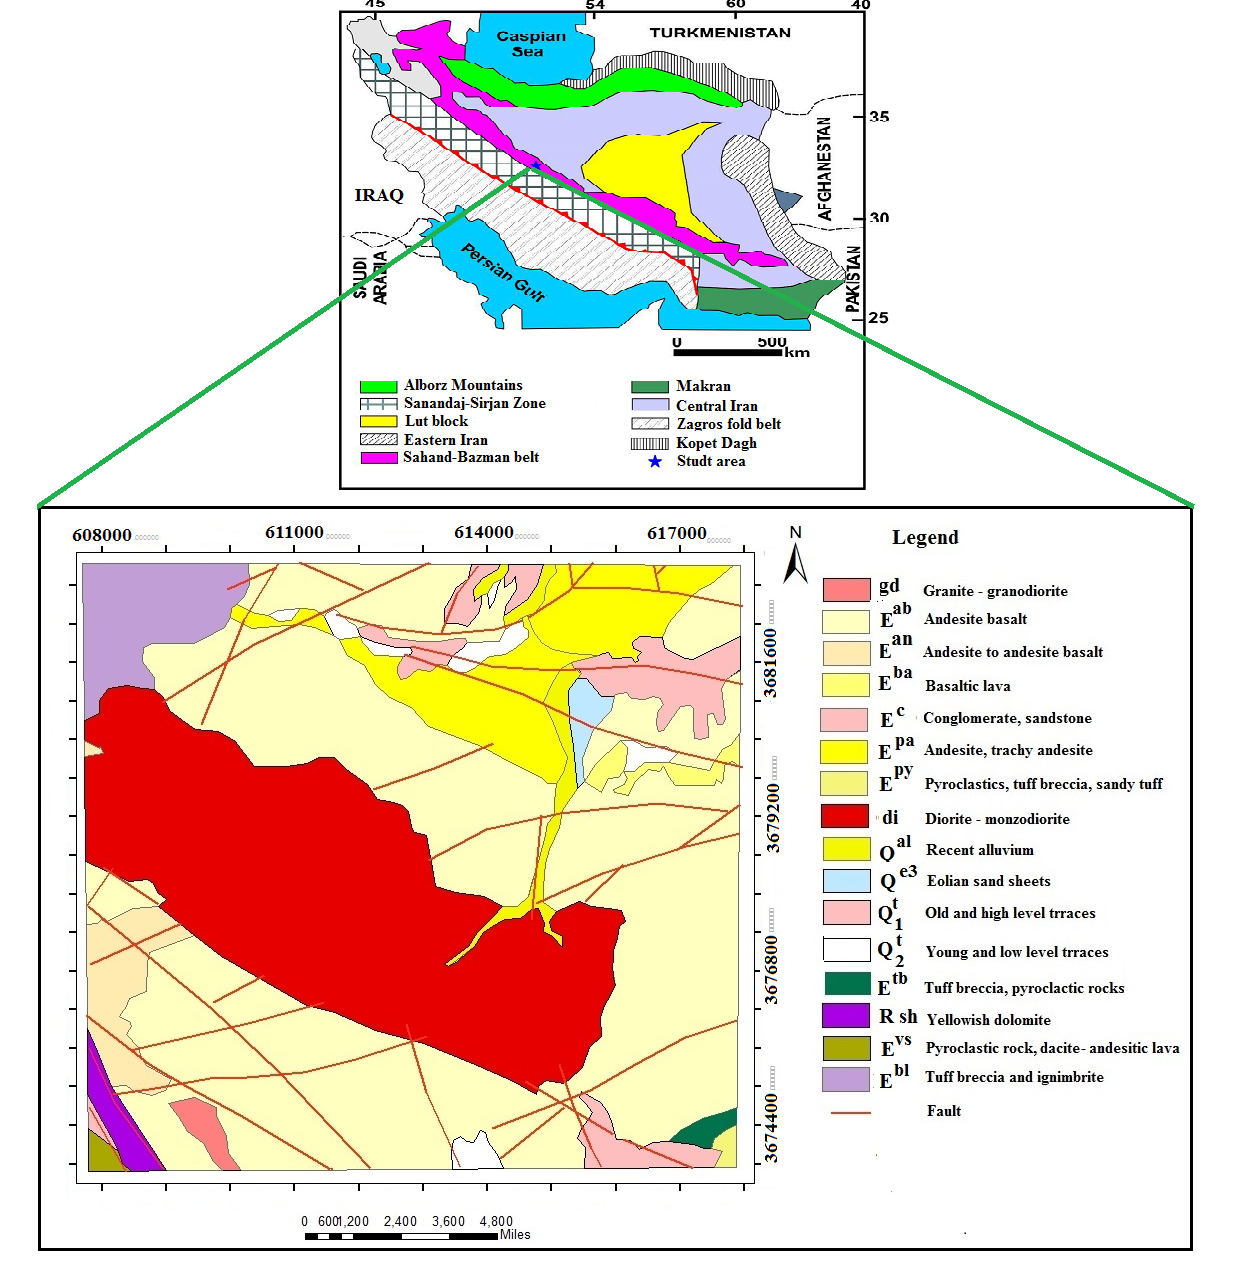 45 54 60 40
Caspian
Sea
TURKMENISTAN
35
AFGHANESTAN
IRAQ
30
SAUDI
ARABIA
Persian Gulf
PAKISTAN
25
0 500
km
Alborz Mountains
Sanandaj-Sirjan Zone
Lut block
Eastern Iran
Sahand-Bazman belt
Makran
Central Iran
Zagros fold belt
Kopet Dagh
Studt area
608000 611000 614000 617000
N
3681600
3679200
3676800
3674400
Legend
gd Granite - granodiorite
E ab Andesite basalt
E an Andesite to andesite basalt
E ba Basaltic lava
E c Conglomerate, sandstone
E pa Andesite, trachy andesite
E py Pyroclastics, tuff breccia, sandy tuff
di Diorite - monzodiorite
Q al Recent alluvium
Q e3 Eolian sand sheets
Q t 1 Old and high level trraces
Q t 2 Young and low level trraces
E tb Tuff breccia, pyroclactic rocks
R sh Yellowish dolomite
E vs Pyroclastic rock, dacite- andesitic lava
E bl Tuff breccia and ignimbrite
Fault
0 600 1,200 2,400 3,600 4,800
Miles